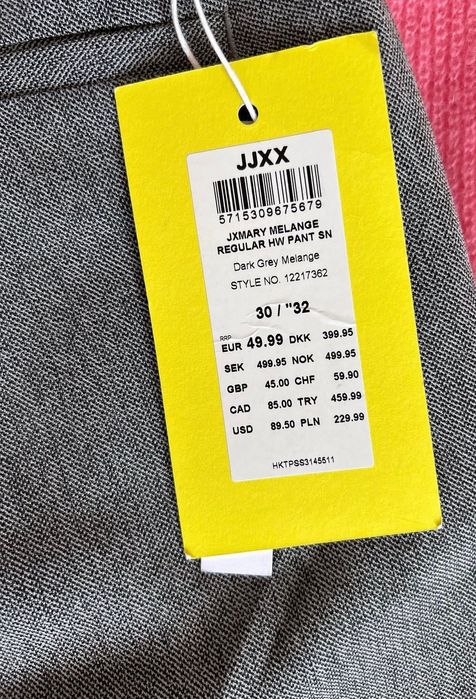 JJXX
5715309675679
JXMARY MELANGE
REGULAR HW PANT SN
Dark Grey Melange
STYLE NO. 12217362
30 / "32
RRP
EUR 49.99 DKK 399.95
SEK 499.95 NOK 499.95
GBP 45.00 CHF 59.90
CAD 85.00 TRY 459.99
USD 89.50 PLN 229.99
HKTPSS3145511